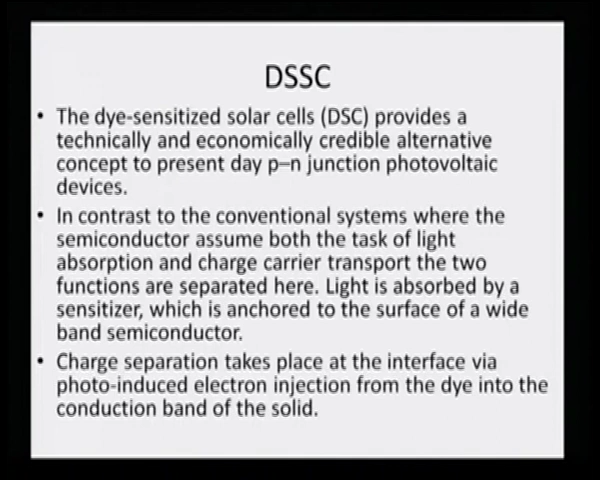 DSSC
• The dye-sensitized solar cells (DSC) provides a
technically and economically credible alternative
concept to present day p–n junction photovoltaic
devices.
• In contrast to the conventional systems where the
semiconductor assume both the task of light
absorption and charge carrier transport the two
functions are separated here. Light is absorbed by a
sensitizer, which is anchored to the surface of a wide
band semiconductor.
• Charge separation takes place at the interface via
photo-induced electron injection from the dye into the
conduction band of the solid.